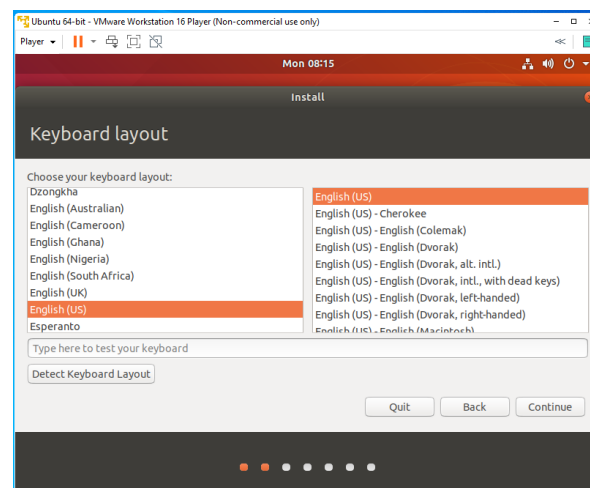 Ubuntu 64-bit - VMware Workstation 16 Player (Non-commercial use only)
Player
Mon 08:15
Install
Keyboard layout
Choose your keyboard layout:
Dzongkha
English (Australian)
English (Cameroon)
English (Ghana)
English (Nigeria)
English (South Africa)
English (UK)
English (US)
Esperanto
English (US)
English (US) - Cherokee
English (US) - English (Colemak)
English (US) - English (Dvorak)
English (US) - English (Dvorak, alt. intl.)
English (US) - English (Dvorak, intl., with dead keys)
English (US) - English (Dvorak, left-handed)
English (US) - English (Dvorak, right-handed)
English (US) - English (Macintosh)
Type here to test your keyboard
Detect Keyboard Layout
Quit Back Continue